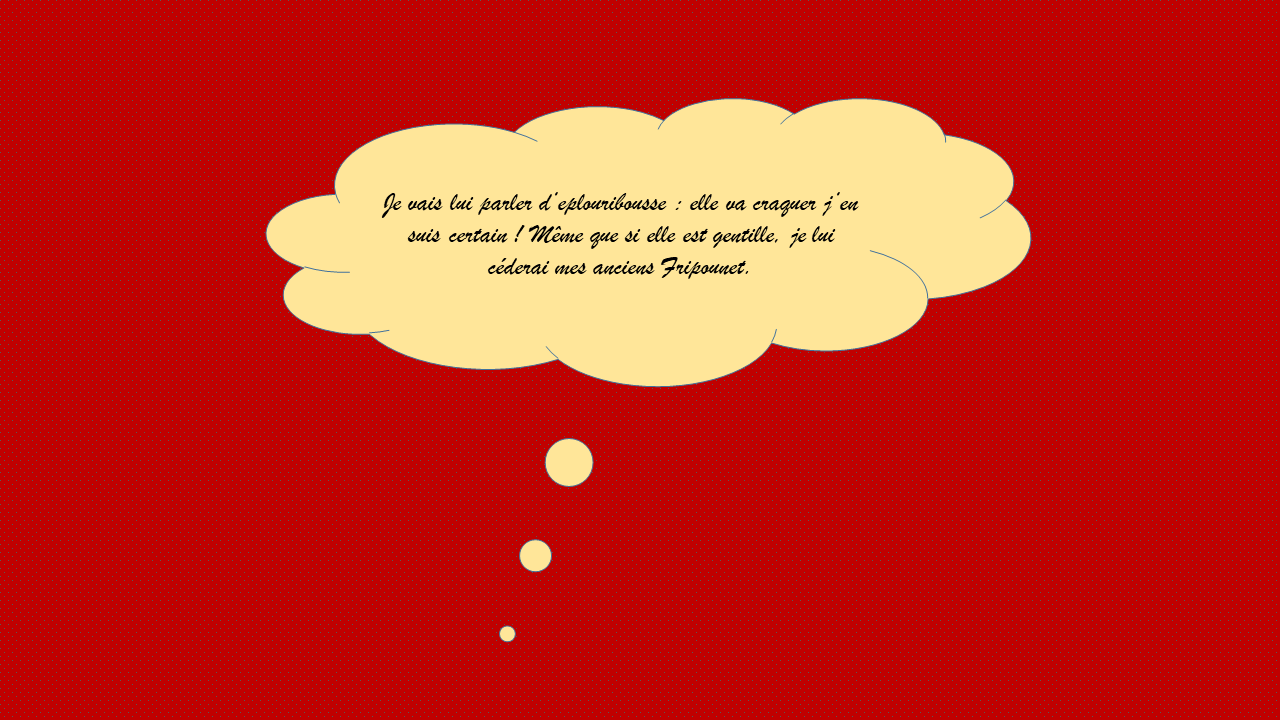 Je vais lui parler d'eplouribousse : elle va craquer j'en
suis certain ! Même que si elle est gentille, je lui
céderai mes anciens Fripounet.